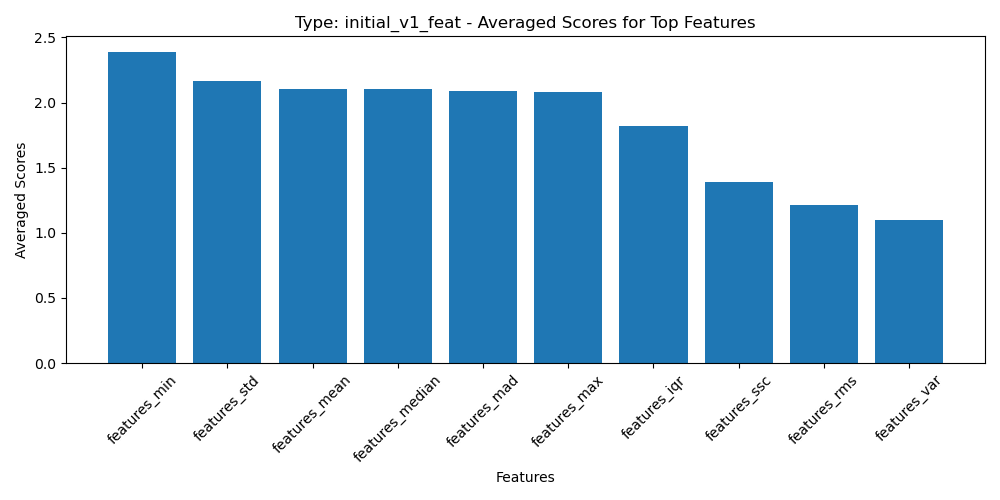 Type: initial_v1_feat - Averaged Scores for Top Features
Averaged Scores
2.5
2.0
1.5
1.0
0.5
0.0
features_min
features_std
features_mean
features_median
features_mad
features_max
features_iqr
features_ssc
features_rms
features_var
Features